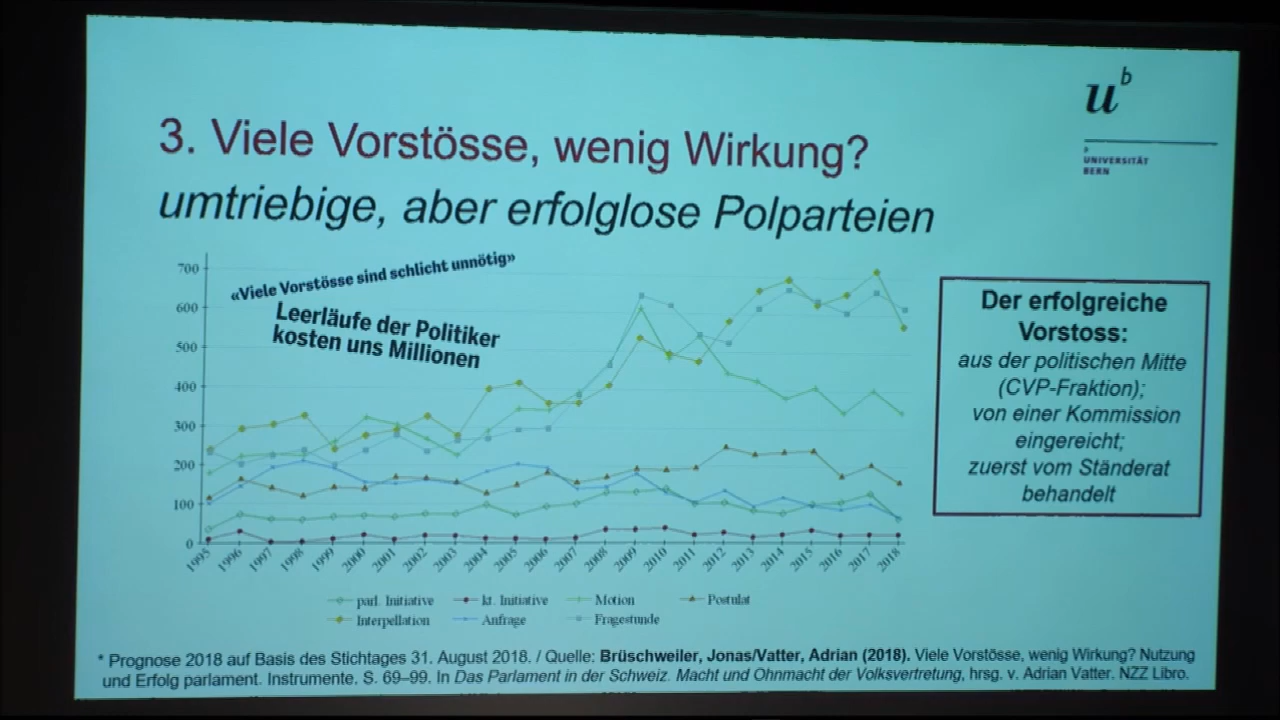 u^b
b
UNIVERSITÄT
BERN
3. Viele Vorstösse, wenig Wirkung?
umtriebige, aber erfolglose Polparteien
«Viele Vorstösse sind schlicht unnötig»
Leerläufe der Politiker
kosten uns Millionen
700
600
500
400
300
200
100
0
1995 1996 1997 1998 1999 2000 2001 2002 2003 2004 2005 2006 2007 2008 2009 2010 2011 2012 2013 2014 2015 2016 2017 2018
parl. Initiative kt. Initiative Motion Postulat
Interpellation Anfrage Fragestunde
Der erfolgreiche
Vorstoss:
aus der politischen Mitte
(CVP-Fraktion);
von einer Kommission
eingereicht;
zuerst vom Ständerat
behandelt
* Prognose 2018 auf Basis des Stichtages 31. August 2018. / Quelle: Brüschweiler, Jonas/Vatter, Adrian (2018). Viele Vorstösse, wenig Wirkung? Nutzung
und Erfolg parlament. Instrumente. S. 69–99. In Das Parlament in der Schweiz. Macht und Ohnmacht der Volksvertretung, hrsg. v. Adrian Vatter. NZZ Libro.